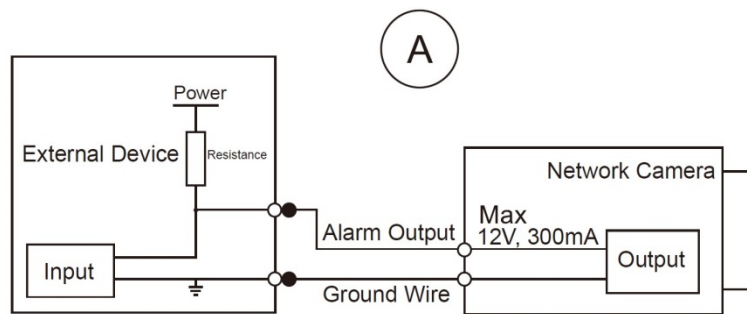 A
Power
External Device
Resistance
Network Camera
Max
12V, 300mA
Alarm Output
Input
Output
Ground Wire